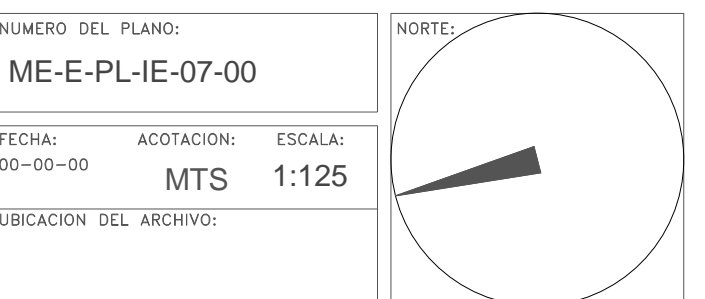 NUMERO DEL PLANO:
ME-E-PL-IE-07-00
NORTE:
FECHA: ACOTACION: ESCALA:
00-00-00 MTS 1:125
UBICACION DEL ARCHIVO: